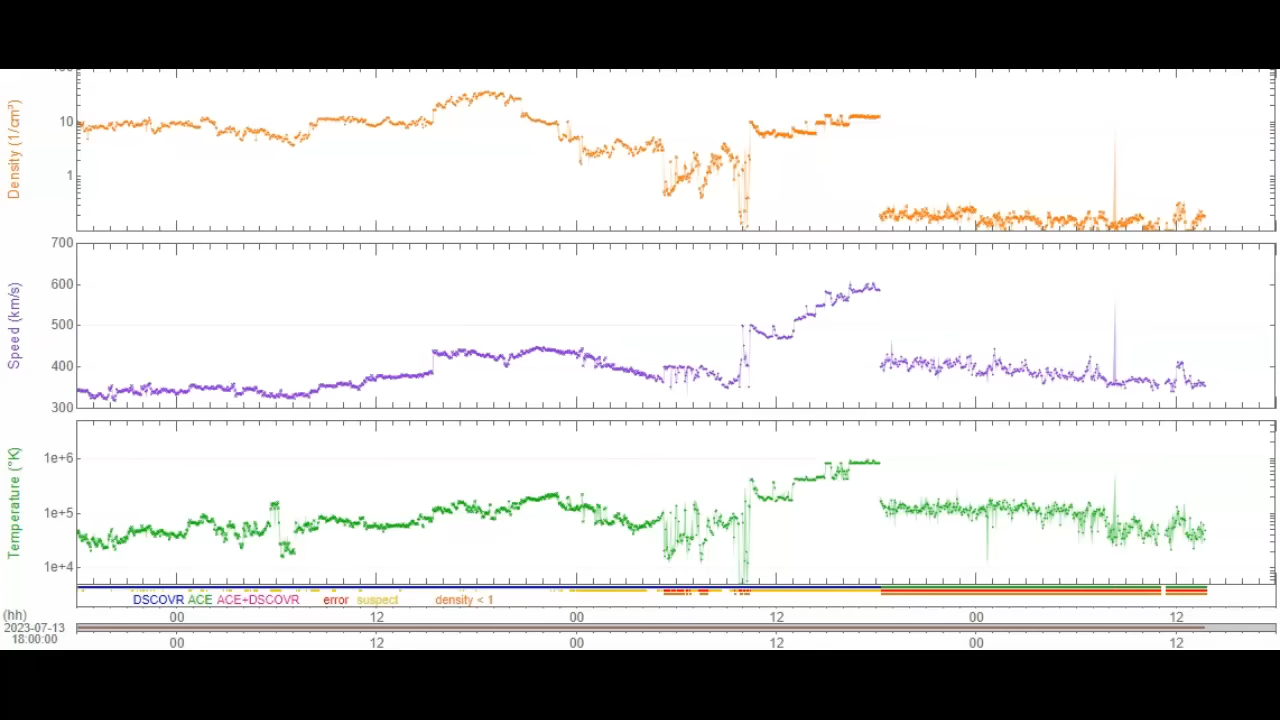 100
10
1
Density (1/cm³)
700
600
500
400
300
Speed (km/s)
1e+6
1e+5
1e+4
Temperature (°K)
DSCOVR ACE ACE+DSCOVR error suspect density < 1
(hh) 00 12 00 12 00 12
2023-07-13
18:00:00
00 12 00 12 00 12